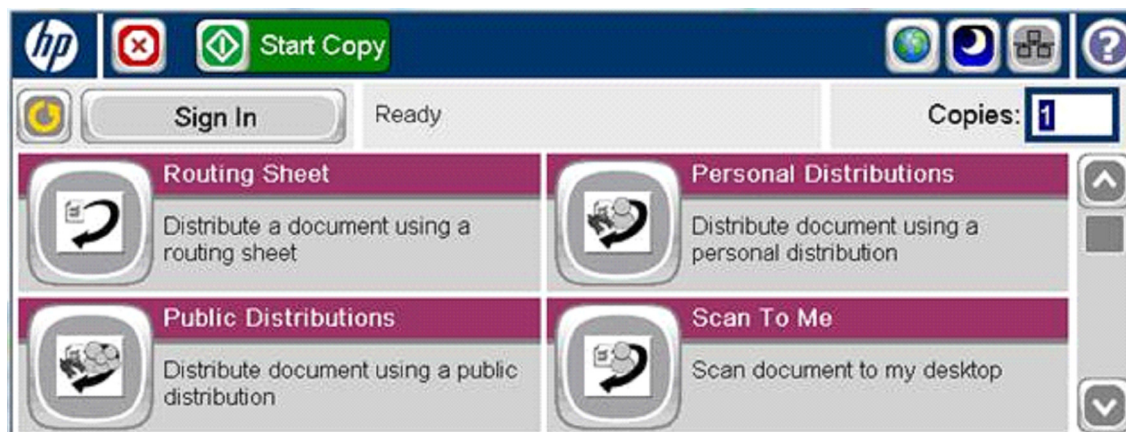 hp
Start Copy
?
Sign In
Ready
Copies: 1
Routing Sheet
Distribute a document using a
routing sheet
Personal Distributions
Distribute document using a
personal distribution
Public Distributions
Distribute document using a public
distribution
Scan To Me
Scan document to my desktop